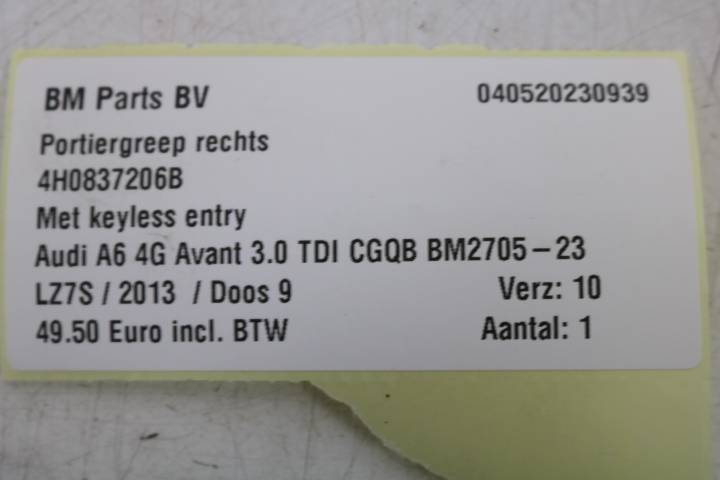 BM Parts BV 040520230939
Portiergreep rechts
4H0837206B
Met keyless entry
Audi A6 4G Avant 3.0 TDI CGQB BM2705-23
LZ7S / 2013 / Doos 9 Verz: 10
49.50 Euro incl. BTW Aantal: 1